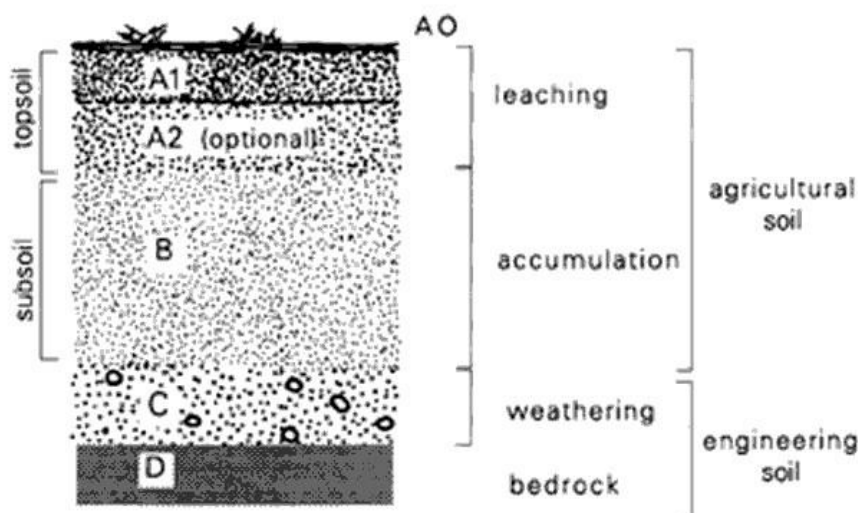 AO
topsoil
A1
A2 (optional)
leaching
subsoil
B
accumulation
agricultural
soil
C
weathering
D
bedrock
engineering
soil